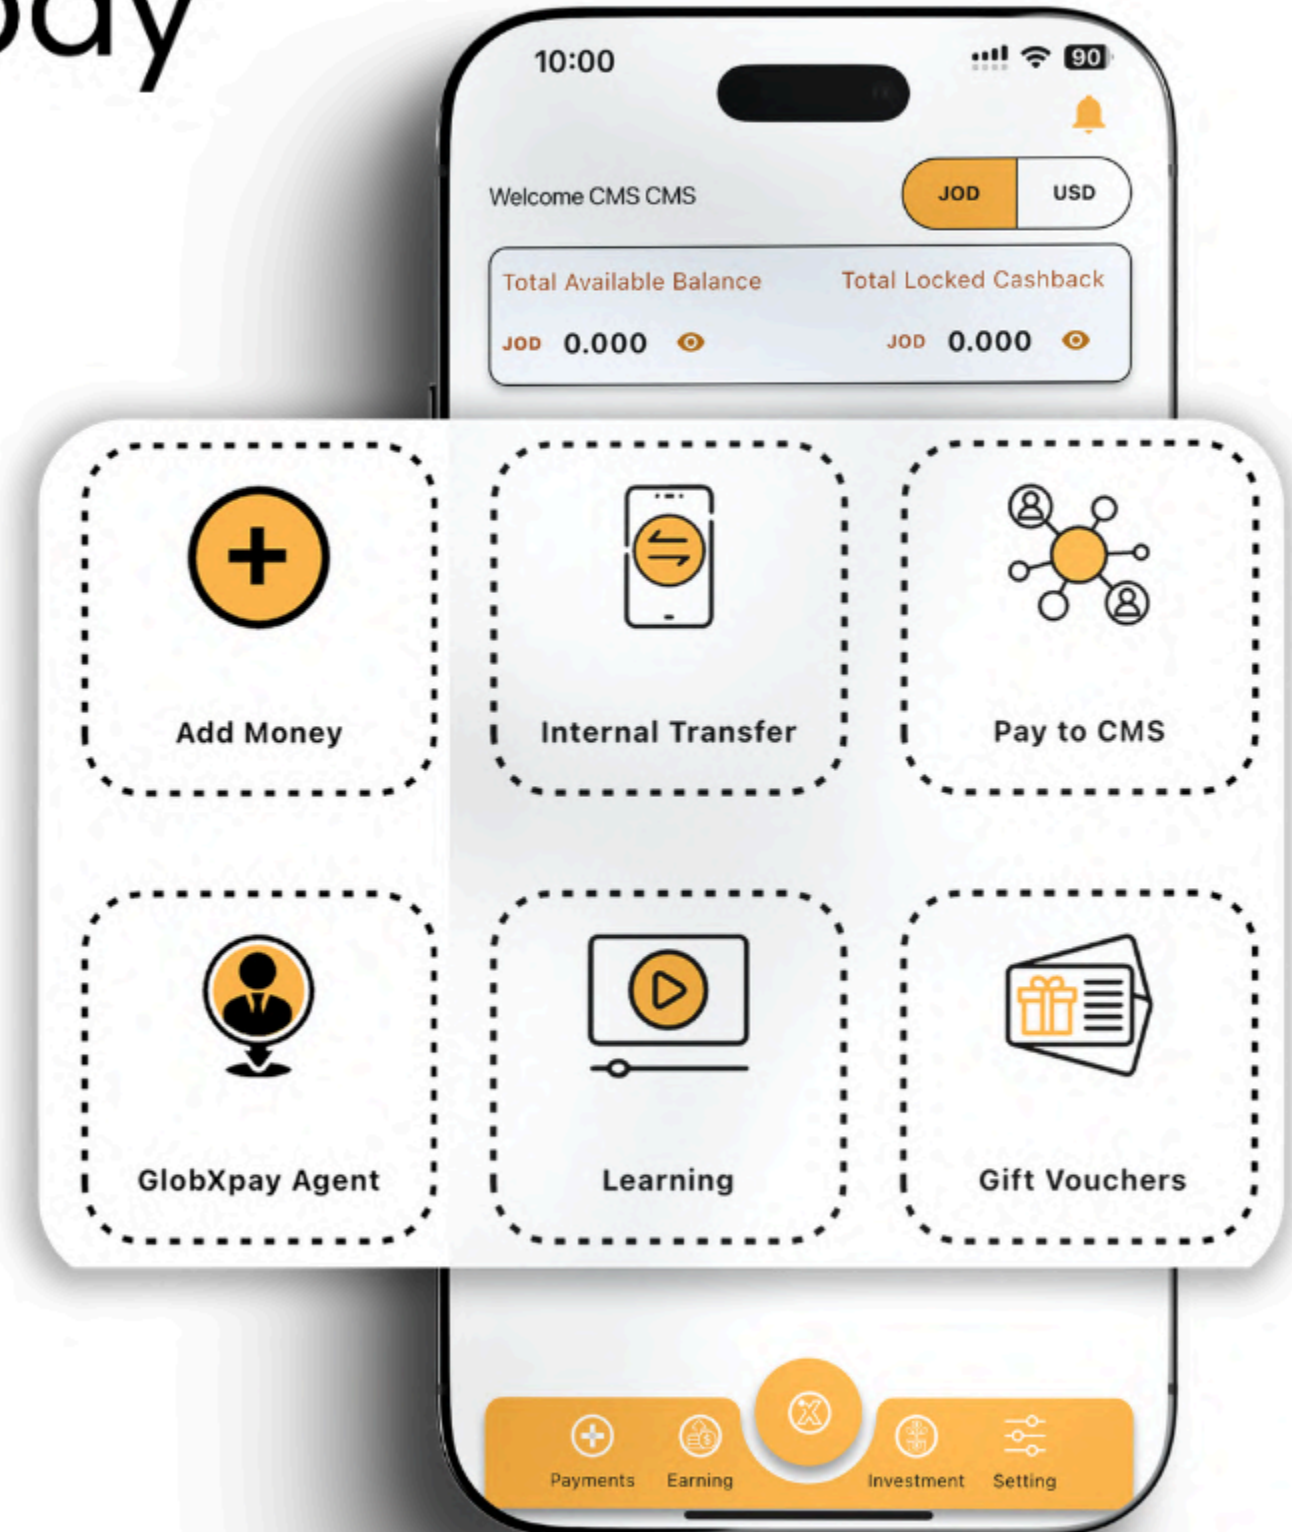 10:00
90
Welcome CMS CMS
JOD USD
Total Available Balance Total Locked Cashback
JOD 0.000 JOD 0.000
Add Money Internal Transfer Pay to CMS
GlobXpay Agent Learning Gift Vouchers
Payments Earning Investment Setting